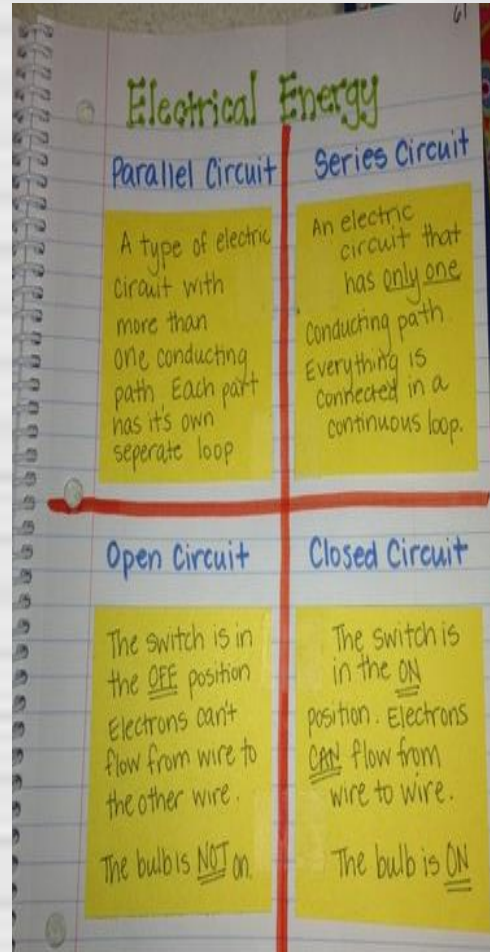 61
Electrical Energy
Parallel Circuit
A type of electric
circuit with
more than
one conducting
path Each part
has it's own
seperate loop
Series Circuit
An electric
circuit that
has only one
conducting path.
Everything is
connected in a
continuous loop.
Open Circuit
The switch is in
the OFF position
Electrons can't
flow from wire to
the other wire.
The bulb is NOT on.
Closed Circuit
The switch is
in the ON
position. Electrons
CAN flow from
wire to wire.
The bulb is ON